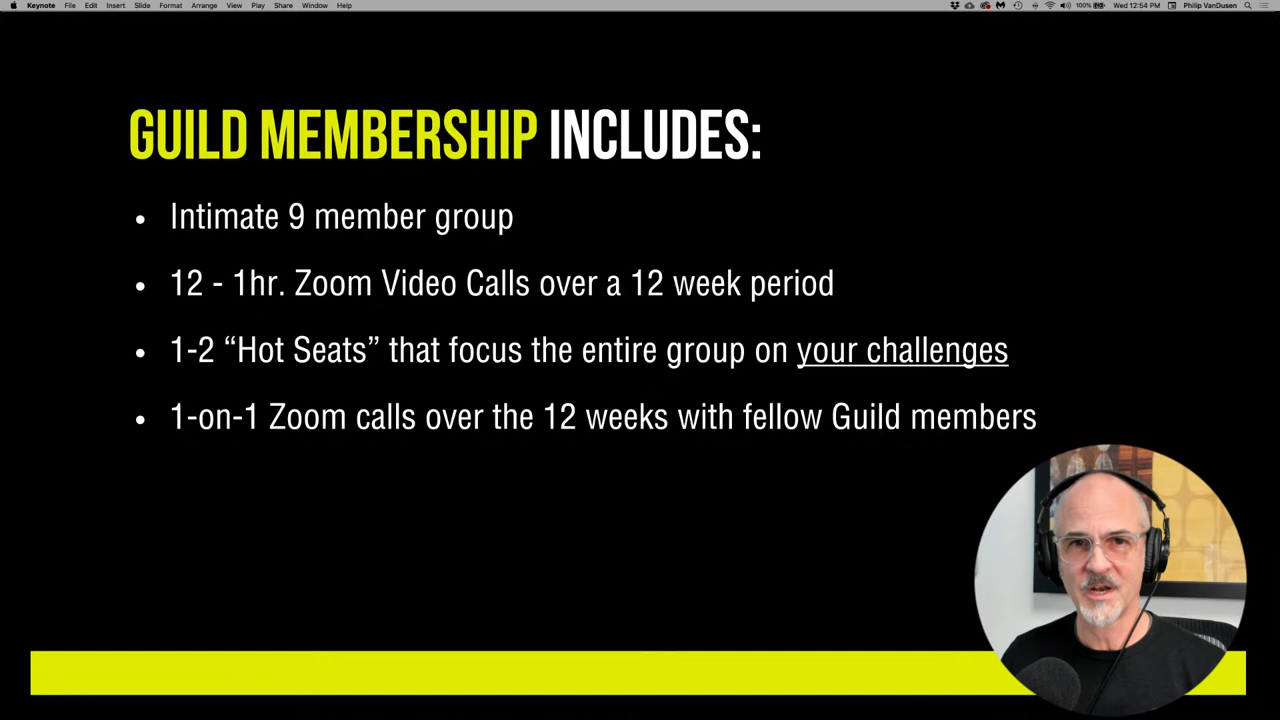 Keynote File Edit Insert Slide Format Arrange View Play Share Window Help 100% Wed 12:54 PM Philip VanDusen
GUILD MEMBERSHIP INCLUDES:
• Intimate 9 member group
• 12 - 1hr. Zoom Video Calls over a 12 week period
• 1-2 “Hot Seats” that focus the entire group on your challenges
• 1-on-1 Zoom calls over the 12 weeks with fellow Guild members